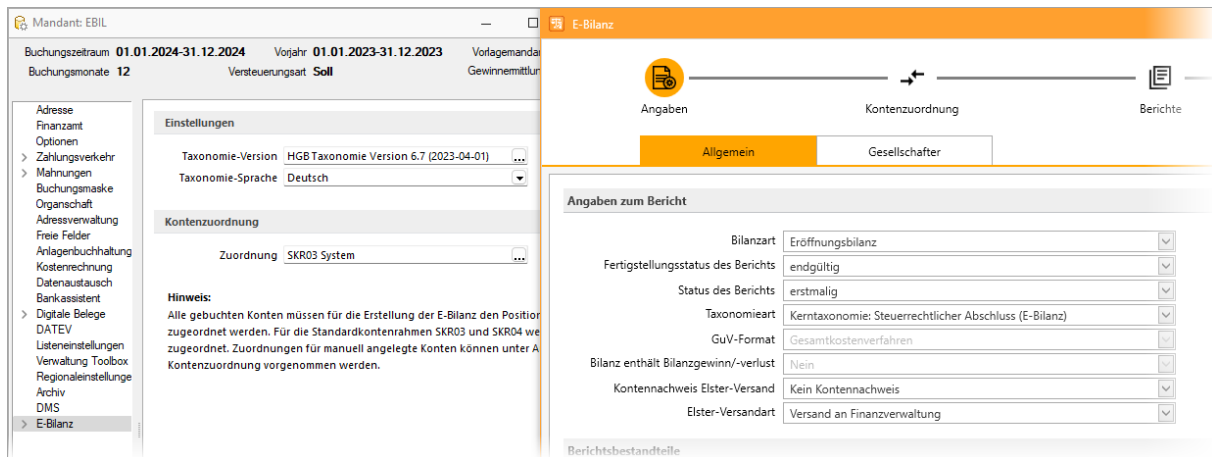 Mandant: EBIL
Buchungszeitraum 01.01.2024-31.12.2024 Vorjahr 01.01.2023-31.12.2023
Buchungsmonate 12 Versteuerungsart Soll
Adresse
Finanzamt
Optionen
Zahlungsverkehr
Mahnungen
Buchungsmaske
Organschaft
Adressverwaltung
Freie Felder
Anlagenbuchhaltung
Kostenrechnung
Datenaustausch
Bankassistent
Digitale Belege
DATEV
Listeneinstellungen
Verwaltung Toolbox
Regionaleinstellunge
Archiv
DMS
E-Bilanz
Einstellungen
Taxonomie-Version HGB Taxonomie Version 6.7 (2023-04-01) ...
Taxonomie-Sprache Deutsch
Kontenzuordnung
Zuordnung SKR03 System ...
Hinweis:
Alle gebuchten Konten müssen für die Erstellung der E-Bilanz den Position
zugeordnet werden. Für die Standardkontenrahmen SKR03 und SKR04 we
zugeordnet. Zuordnungen für manuell angelegte Konten können unter A
Kontenzuordnung vorgenommen werden.
E-Bilanz
Angaben Kontenzuordnung Berichte
Allgemein Gesellschafter
Angaben zum Bericht
Bilanzart Eröffnungsbilanz
Fertigstellungsstatus des Berichts endgültig
Status des Berichts erstmalig
Taxonomieart Kerntaxonomie: Steuerrechtlicher Abschluss (E-Bilanz)
GuV-Format Gesamtkostenverfahren
Bilanz enthält Bilanzgewinn/-verlust Nein
Kontennachweis Elster-Versand Kein Kontennachweis
Elster-Versandart Versand an Finanzverwaltung
Berichtsbestandteile